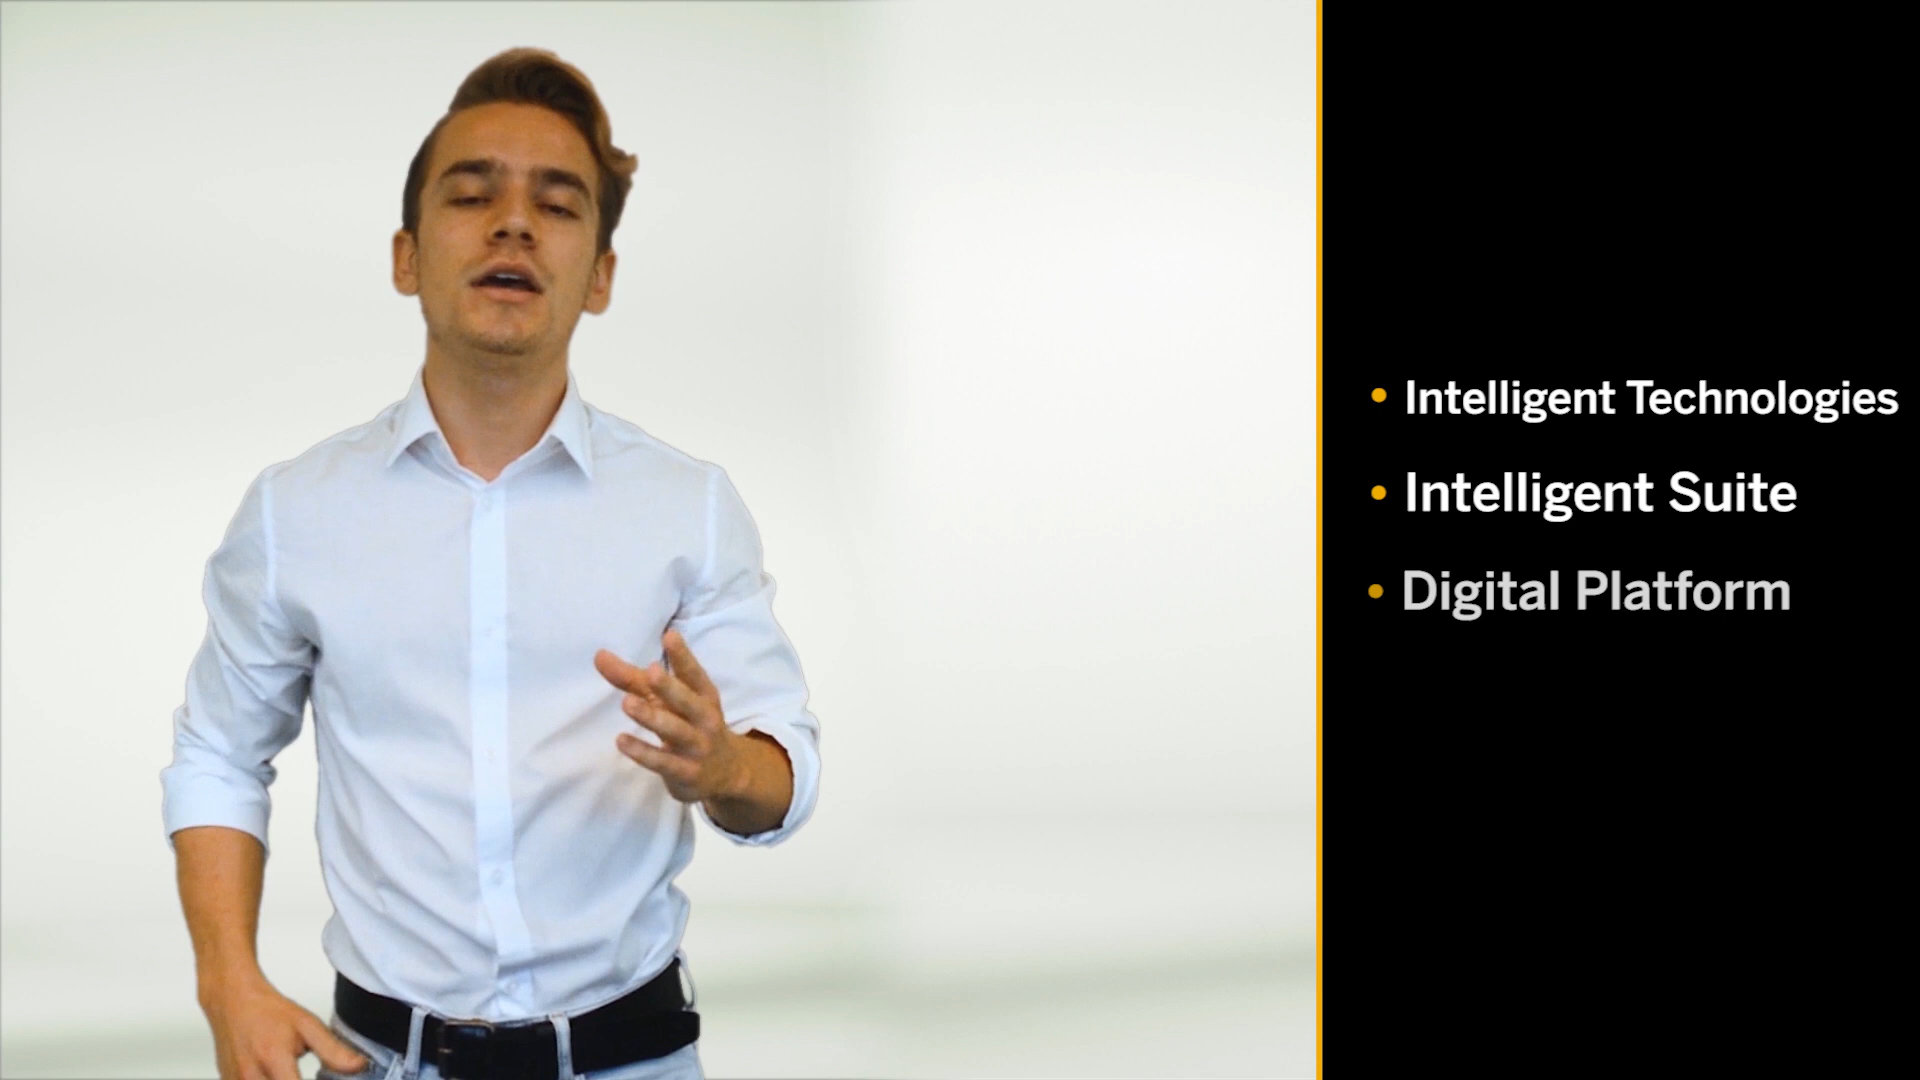 • Intelligent Technologies
• Intelligent Suite
• Digital Platform